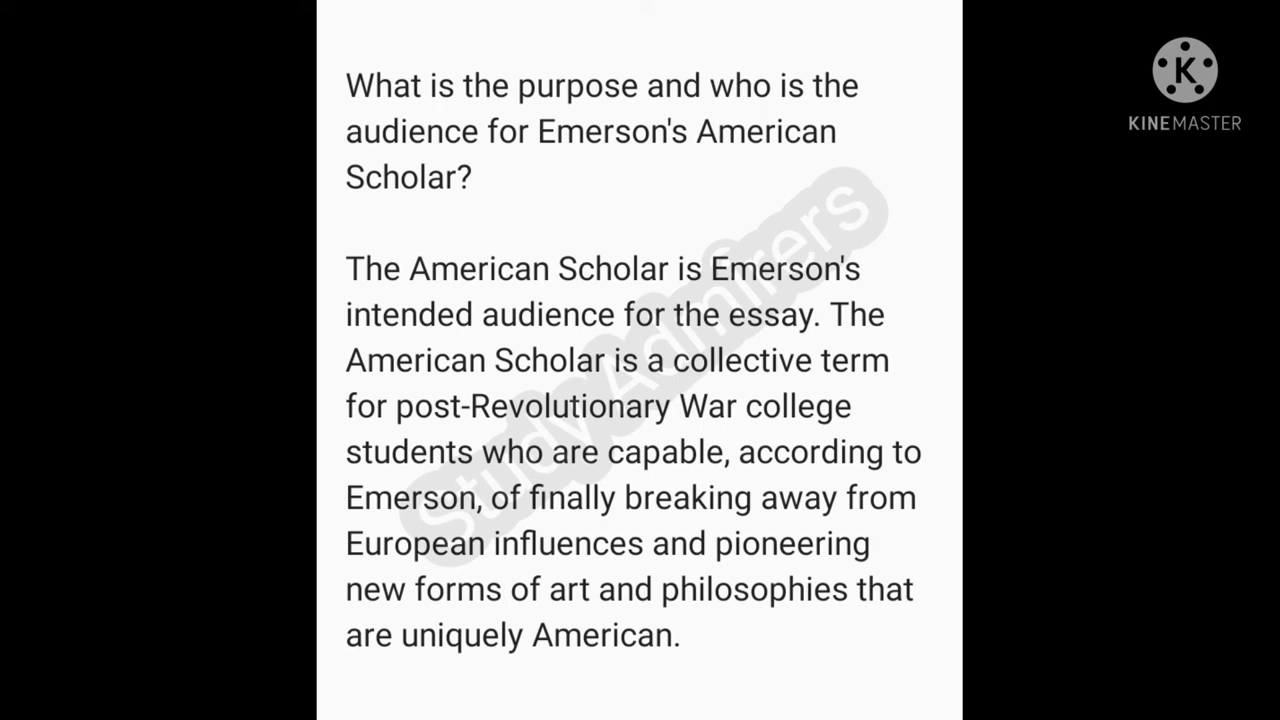 What is the purpose and who is the
audience for Emerson's American
Scholar?
The American Scholar is Emerson's
intended audience for the essay. The
American Scholar is a collective term
for post-Revolutionary War college
students who are capable, according to
Emerson, of finally breaking away from
European influences and pioneering
new forms of art and philosophies that
are uniquely American.
Study Admirers
K
KINEMASTER